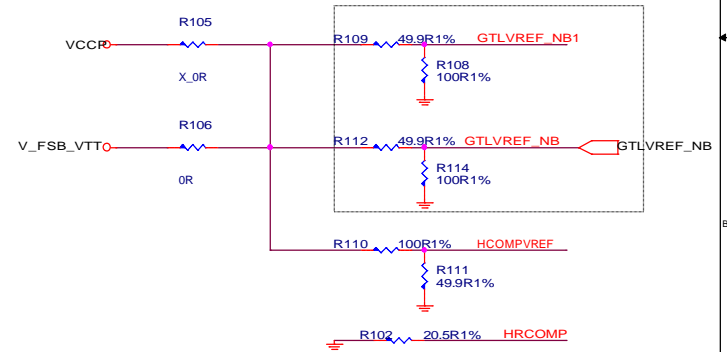 R105
VCCP
X_0R
R109
49.9R1%
GTLVREF_NB1
R108
100R1%
R106
V_FSB_VTT
0R
R112
49.9R1%
GTLVREF_NB
GTLVREF_NB
R114
100R1%
B
R110
100R1%
HCOMPVREF
R111
49.9R1%
R102
20.5R1%
HRCOMP